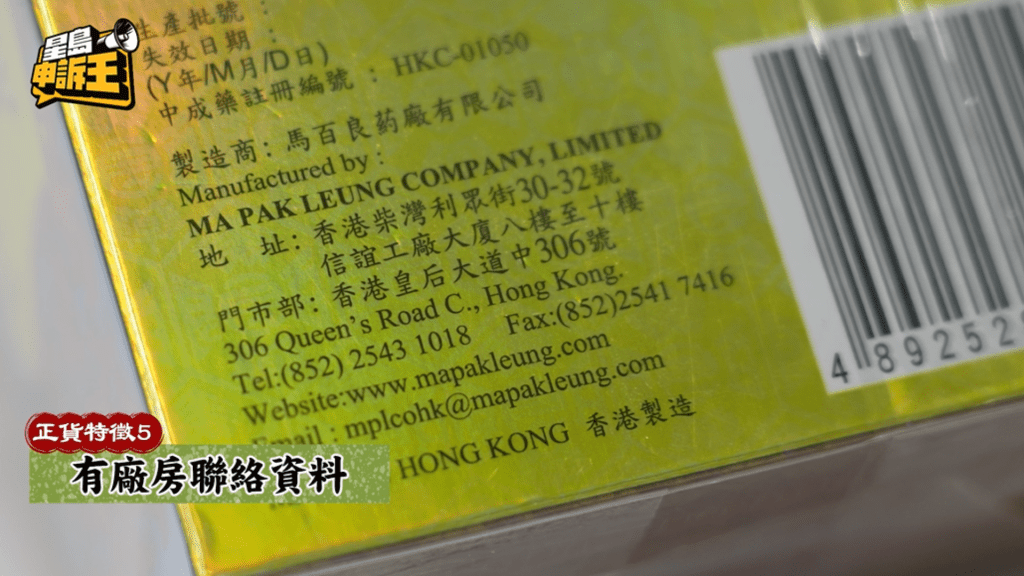 星島
申訴王
生產批號：
失效日期：
(Y年/M月/D日)
中成藥註冊編號：HKC-01050
製造商：馬百良药廠有限公司
Manufactured by :
MA PAK LEUNG COMPANY, LIMITED
地 址：香港柴灣利眾街30-32號
信誼工廠大廈八樓至十樓
門市部：香港皇后大道中306號
306 Queen's Road C., Hong Kong.
Tel:(852) 2543 1018 Fax:(852)2541 7416
Website:www.mapakleung.com
Email : mplcohk@mapakleung.com
HONG KONG 香港製造
4 89252
正貨特徵5
有廠房聯絡資料